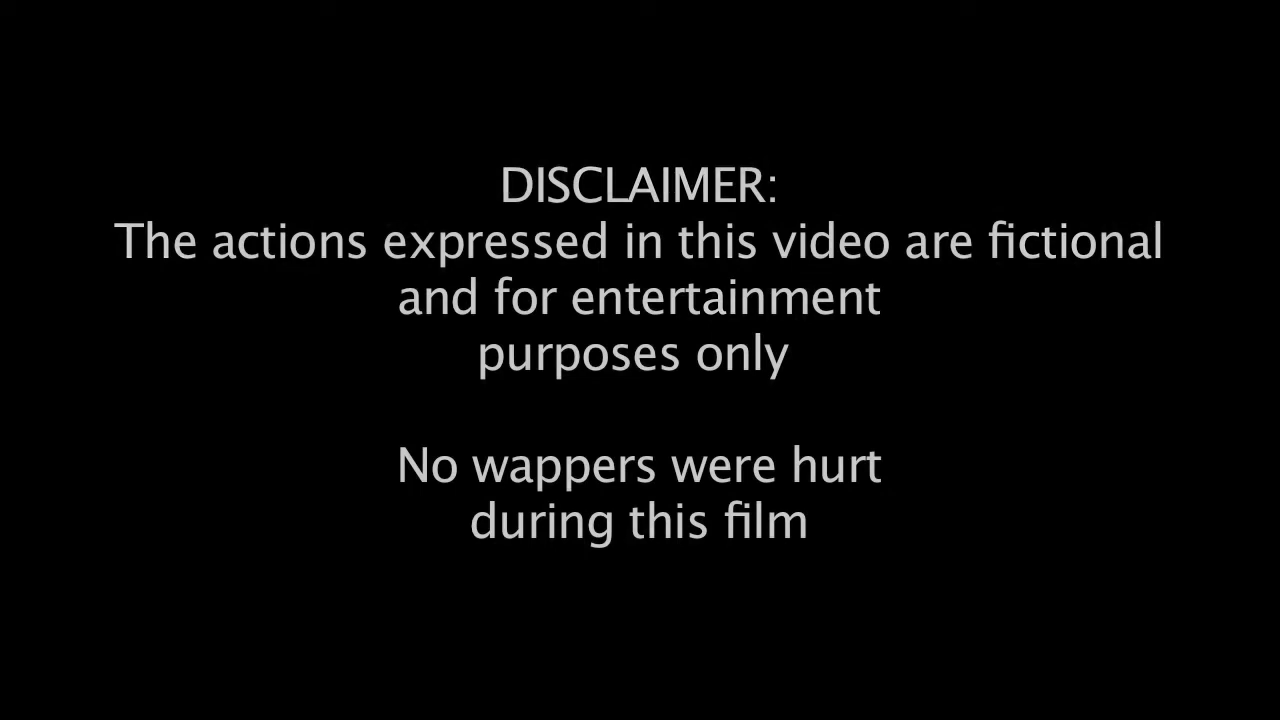 DISCLAIMER:
The actions expressed in this video are fictional
and for entertainment
purposes only
No wappers were hurt
during this film